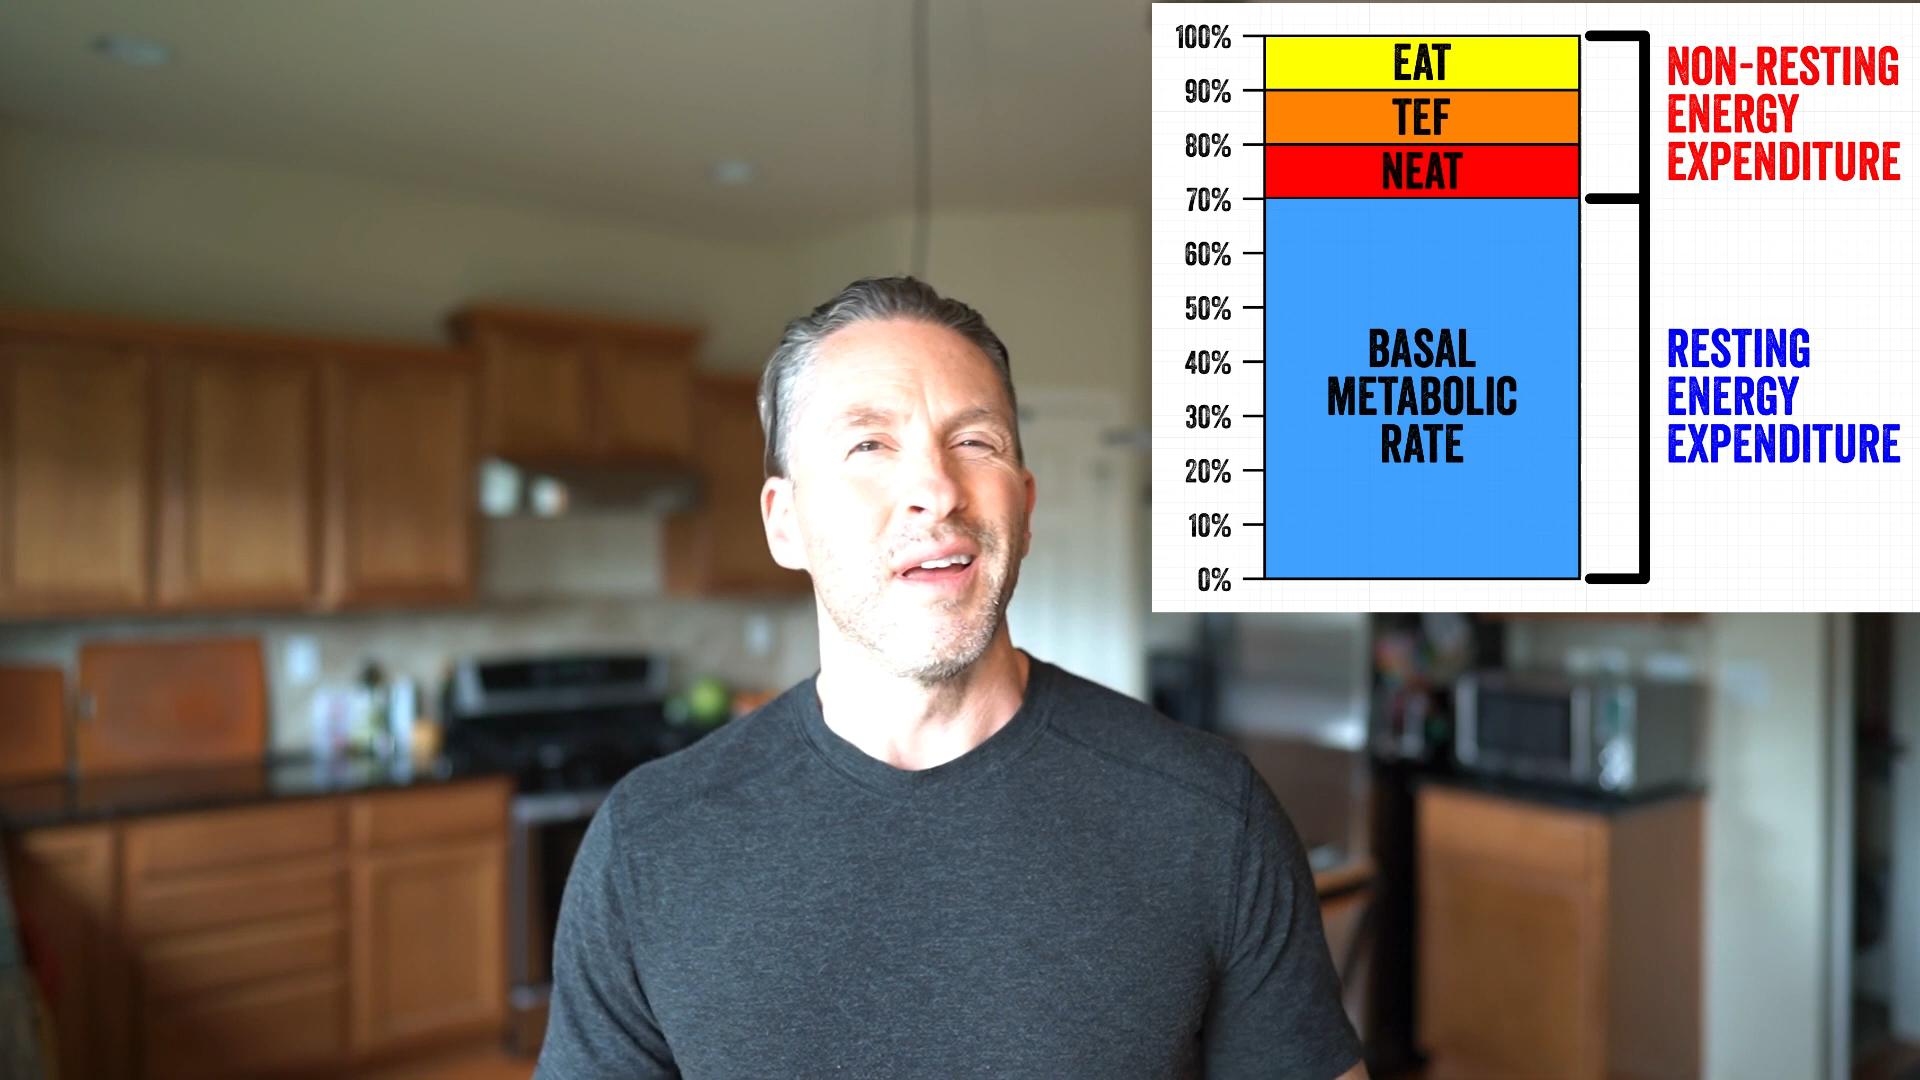 100%
90%
80%
70%
60%
50%
40%
30%
20%
10%
0%
EAT
TEF
NEAT
BASAL
METABOLIC
RATE
NON-RESTING
ENERGY
EXPENDITURE
RESTING
ENERGY
EXPENDITURE